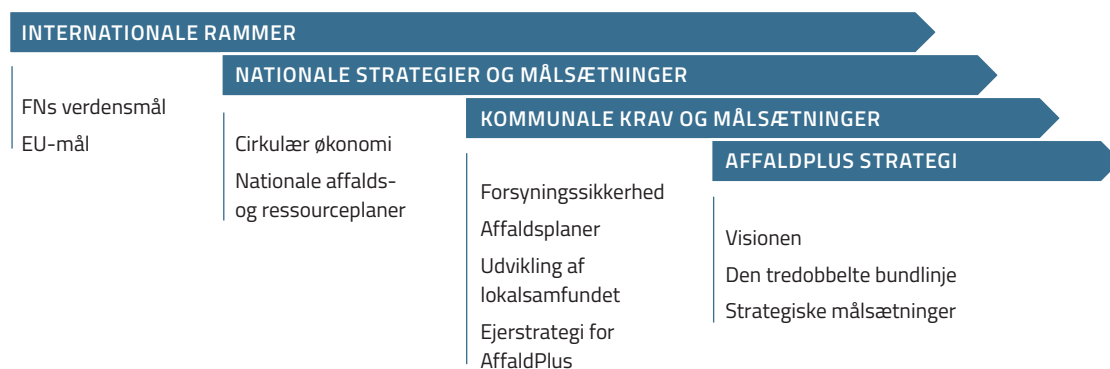 INTERNATIONALE RAMMER
FNs verdensmål
EU-mål
NATIONALE STRATEGIER OG MÅLSÆTNINGER
Cirkulær økonomi
Nationale affalds-
og ressourceplaner
KOMMUNALE KRAV OG MÅLSÆTNINGER
Forsyningssikkerhed
Affaldsplaner
Udvikling af
lokalsamfundet
Ejerstrategi for
AffaldPlus
AFFALDPLUS STRATEGI
Visionen
Den tredobbelte bundlinje
Strategiske målsætninger